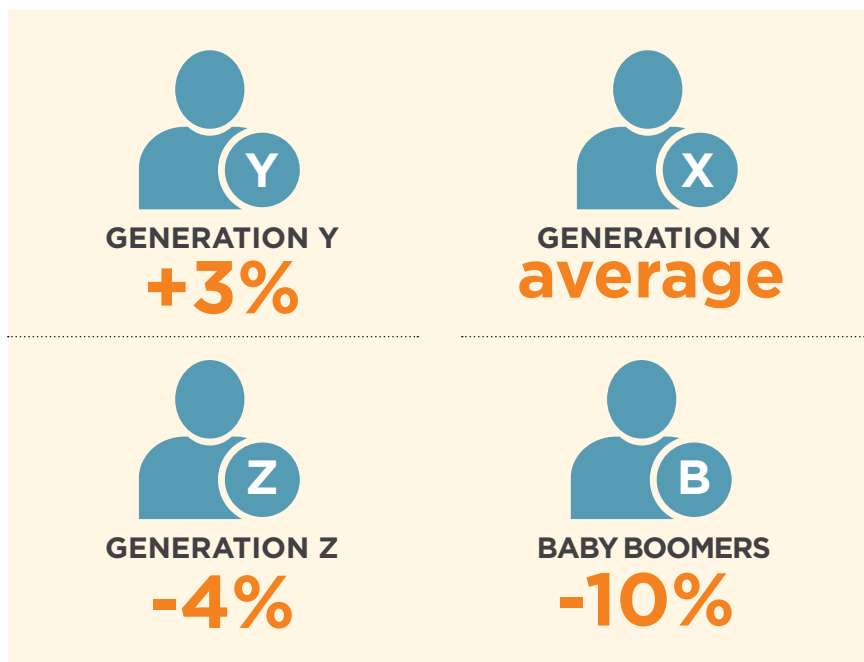 Y
GENERATION Y
+3%
X
GENERATION X
average
Z
GENERATION Z
-4%
B
BABY BOOMERS
-10%